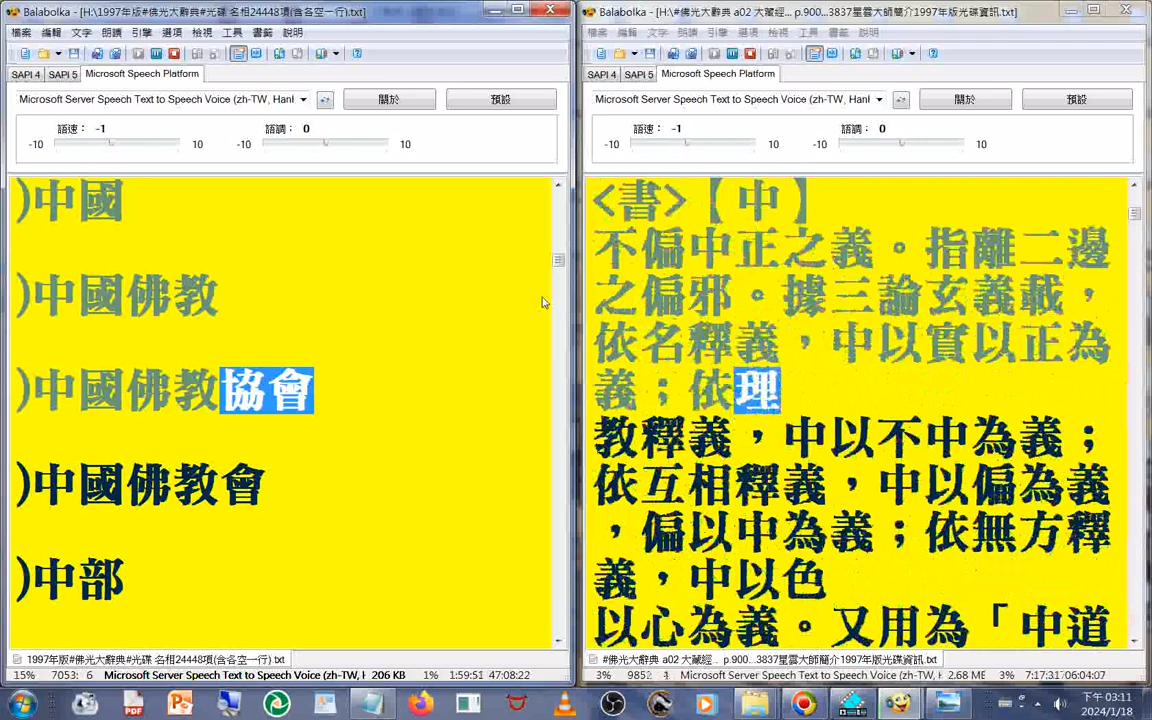 Balabolka - [H:\1997年版#佛光大辭典#光碟 名相24448項(含各空一行).txt]
檔案 編輯 文字 朗讀 引擎 選項 檢視 工具 書籤 說明
SAPI 4 SAPI 5 Microsoft Speech Platform
Microsoft Server Speech Text to Speech Voice (zh-TW, Han 關於 預設
語速： -1 語調： 0
-10 10 -10 10
)中國
)中國佛教
)中國佛教協會
)中國佛教會
)中部
1997年版#佛光大辭典#光碟 名相24448項(含各空一行).txt
15% 7053: 6 Microsoft Server Speech Text to Speech Voice (zh-TW, H 206 KB 1% 1:59:51 47:08:22
Balabolka - [H:\#佛光大辭典 a02 大藏經... p.900...3837星雲大師簡介1997年版光碟資訊.txt]
檔案 編輯 文字 朗讀 引擎 選項 檢視 工具 書籤 說明
SAPI 4 SAPI 5 Microsoft Speech Platform
Microsoft Server Speech Text to Speech Voice (zh-TW, Han 關於 預設
語速： -1 語調： 0
-10 10 -10 10
<書>【中】
不偏中正之義。指離二邊
之偏邪。據三論玄義載，
依名釋義，中以實以正為
義；依理
教釋義，中以不中為義；
依互相釋義，中以偏為義
，偏以中為義；依無方釋
義，中以色
以心為義。又用為「中道
#佛光大辭典 a02 大藏經... p.900...3837星雲大師簡介1997年版光碟資訊.txt
3% 9852: 1 Microsoft Server Speech Text to Speech Voice (zh-TW, 2.68 ME 7:17:31 06:04:07
下午 03:11
2024/1/18